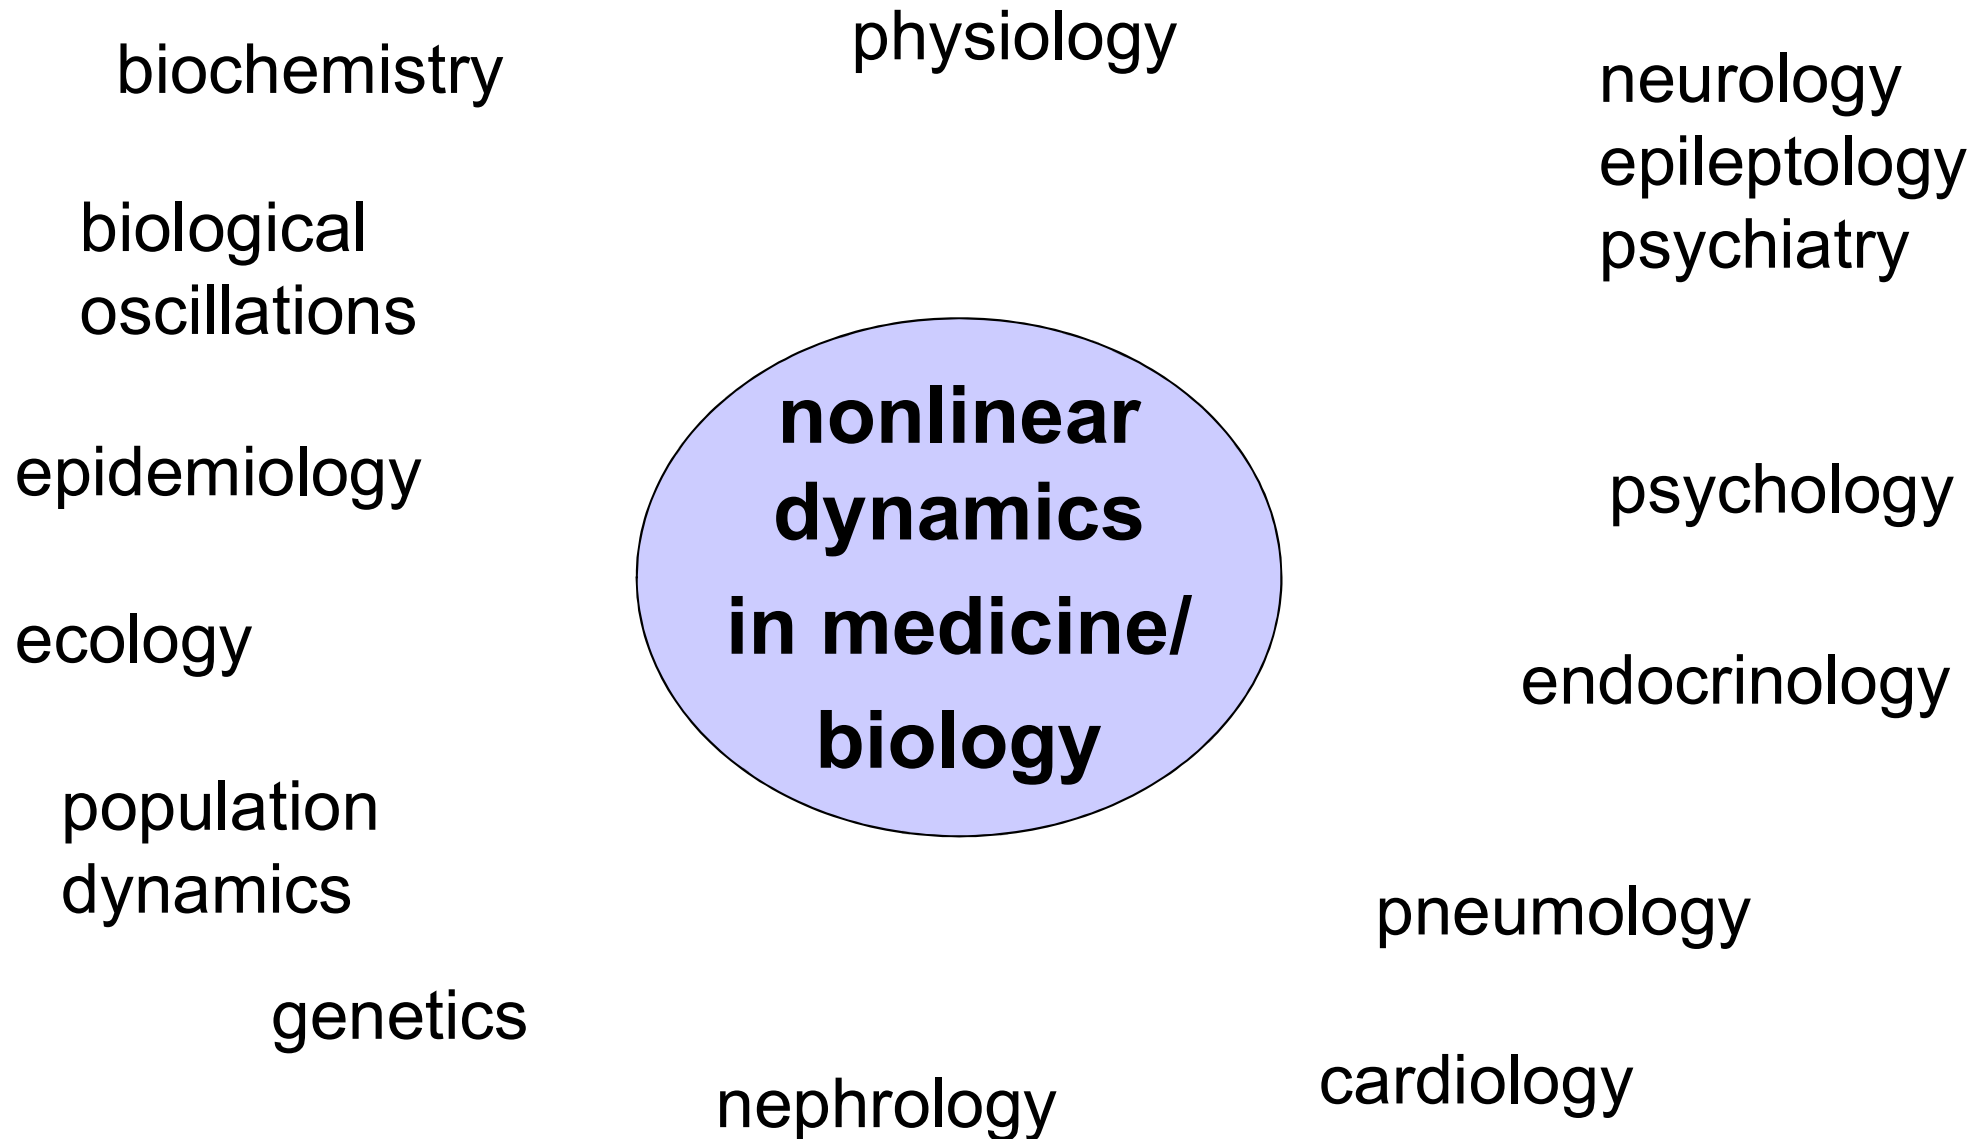 physiology
biochemistry
neurology
epileptology
psychiatry
biological
oscillations
nonlinear
dynamics
in medicine/
biology
epidemiology
psychology
ecology
endocrinology
population
dynamics
pneumology
genetics
cardiology
nephrology